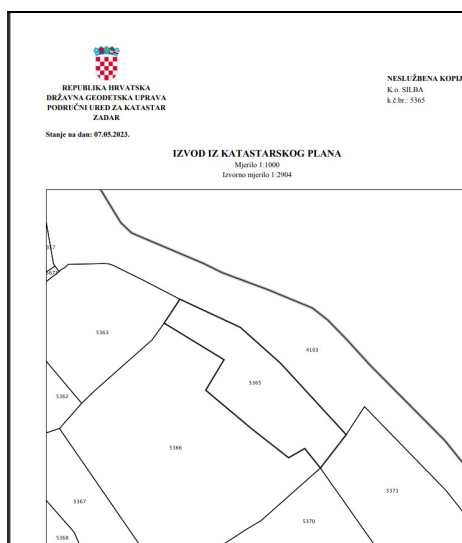 REPUBLIKA HRVATSKA
DRŽAVNA GEODETSKA UPRAVA
PODRUČNI URED ZA KATASTAR
ZADAR
Stanje na dan: 07.05.2023.
NESLUŽBENA KOPIJ
K.o. SILBA
k.č.br.: 5365
IZVOD IZ KATASTARSKOG PLANA
Mjerilo 1:1000
Izvorno mjerilo 1:2904
5363
4103
5365
5362
5366
5371
5367
5370
5368